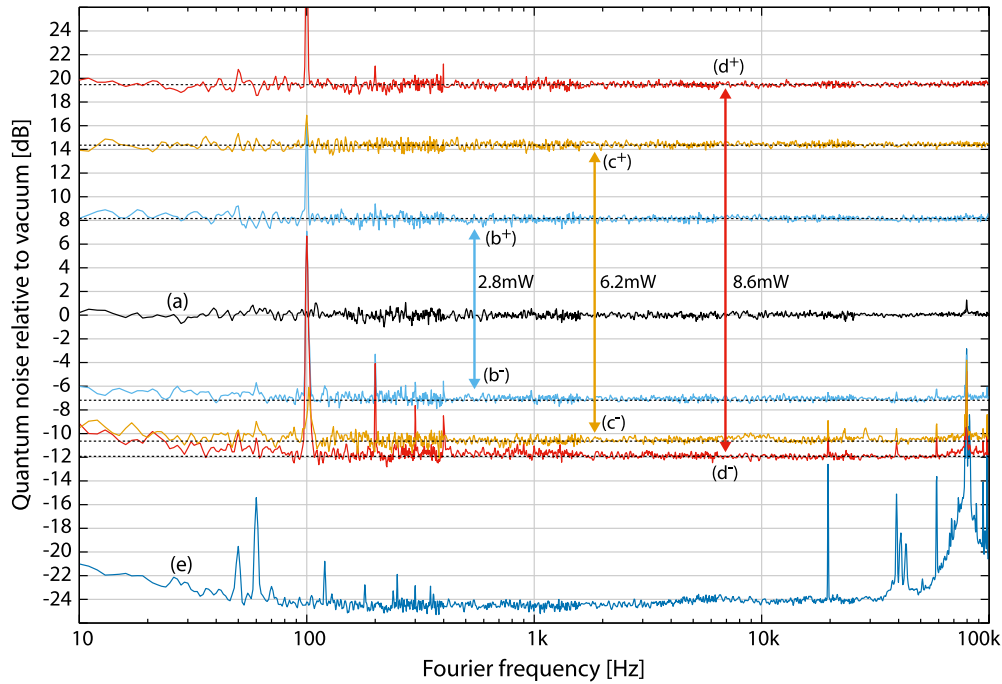 Quantum noise relative to vacuum [dB]
24
20
18
16
14
12
10
8
6
4
2
0
-2
-4
-6
-8
-10
-12
-14
-16
-18
-20
-22
-24
(d⁺)
(c⁺)
(b⁺)
2.8mW
6.2mW
8.6mW
(a)
(b⁻)
(c⁻)
(d⁻)
(e)
10
100
1k
10k
100k
Fourier frequency [Hz]